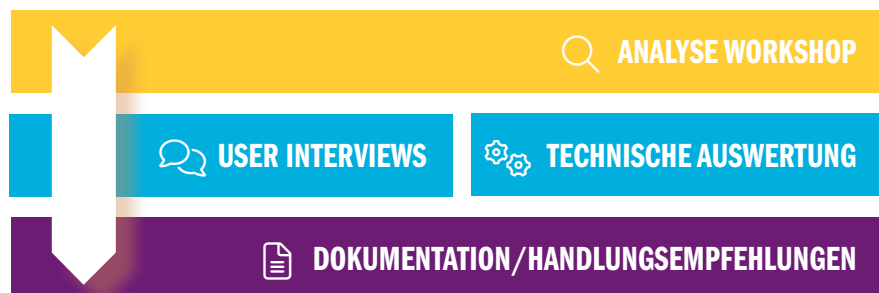 ANALYSE WORKSHOP
USER INTERVIEWS
TECHNISCHE AUSWERTUNG
DOKUMENTATION/HANDLUNGSEMPFEHLUNGEN